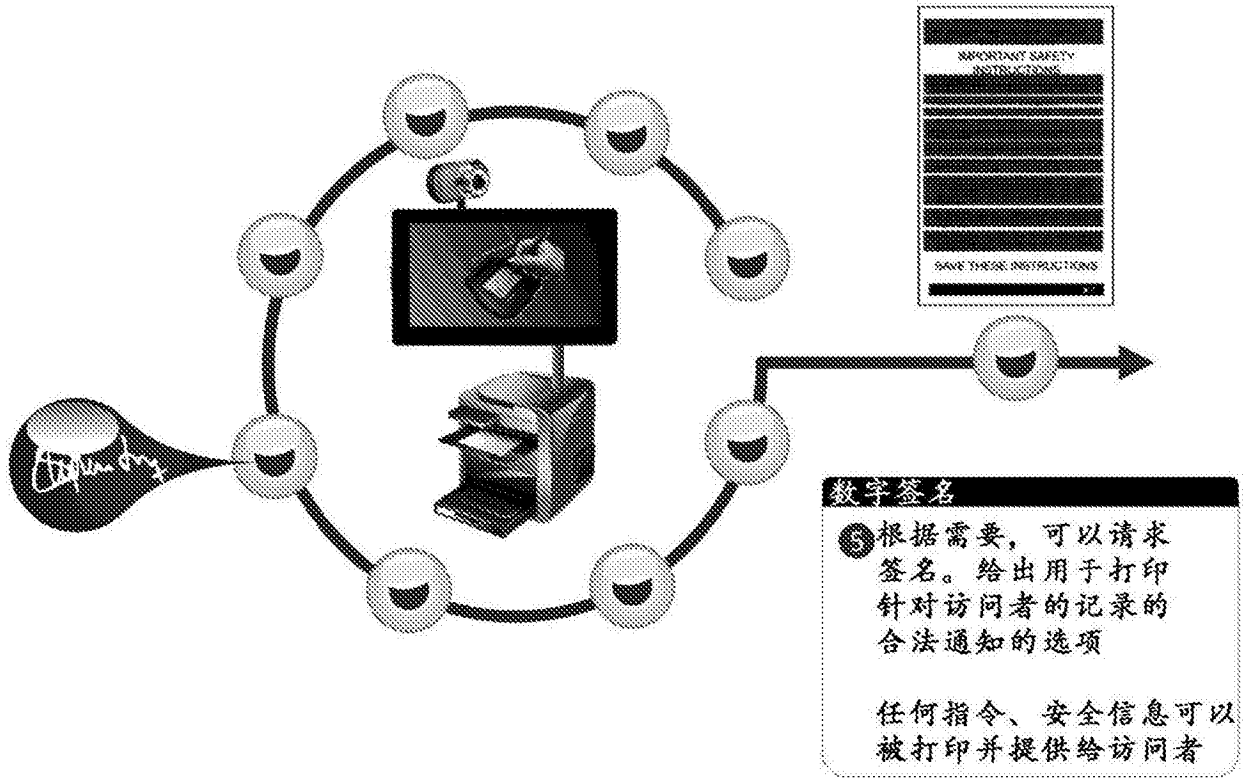 IMPORTANT SAFETY
INSTRUCTIONS
SAVE THESE INSTRUCTIONS
数字签名
5 根据需要，可以请求
签名。给出用于打印
针对访问者的记录的
合法通知的选项
任何指令、安全信息可以
被打印并提供给访问者